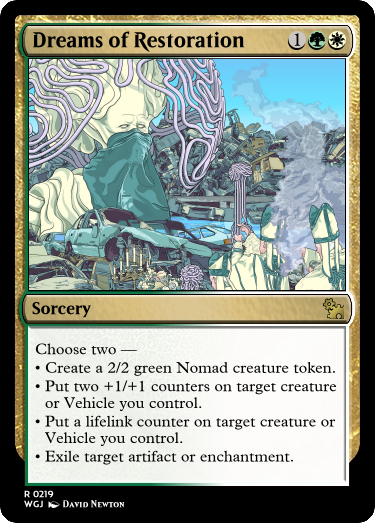 Dreams of Restoration 1
Sorcery
Choose two —
• Create a 2/2 green Nomad creature token.
• Put two +1/+1 counters on target creature
or Vehicle you control.
• Put a lifelink counter on target creature or
Vehicle you control.
• Exile target artifact or enchantment.
R 0219
WGJ DAVID NEWTON